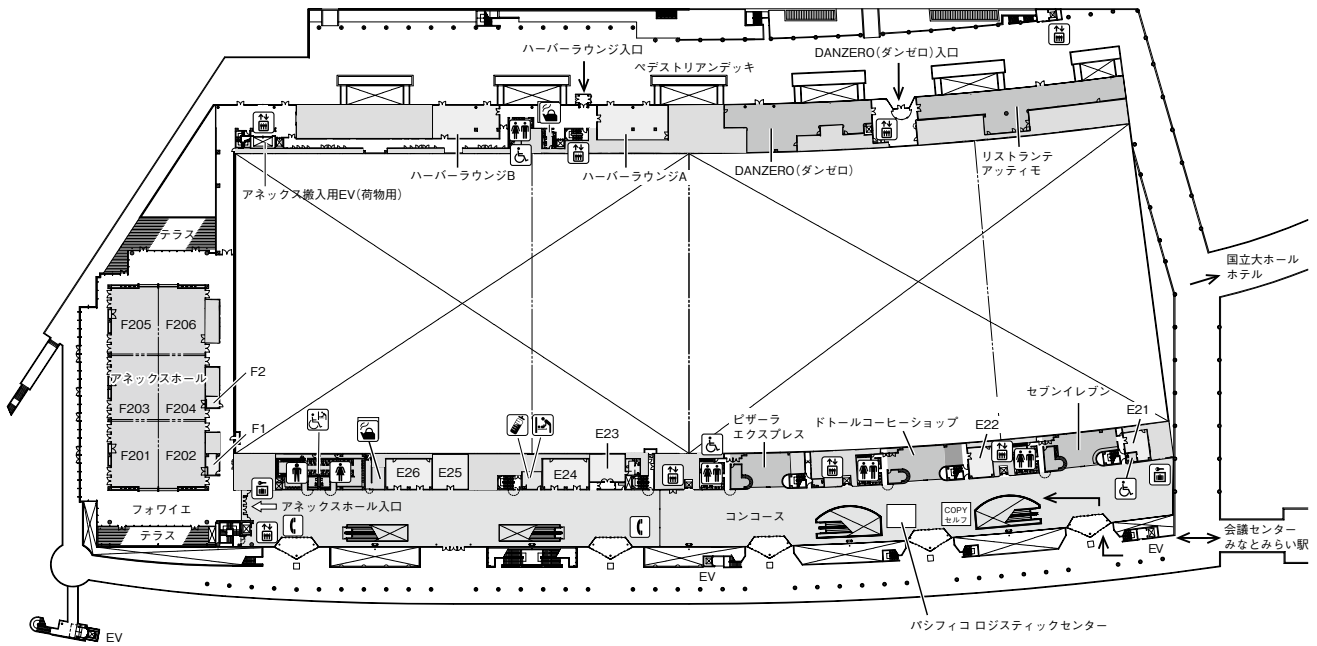 ハーバーラウンジ入口
DANZERO(ダンゼロ)入口
ペデストリアンデッキ
ハーバーラウンジB
ハーバーラウンジA
DANZERO(ダンゼロ)
リストランテ
アッティモ
アネックス搬入用EV(荷物用)
テラス
国立大ホール
ホテル
F205
F206
アネックスホール
F2
F203
F204
F1
F201
F202
フォワイエ
テラス
アネックスホール入口
E26
E25
E24
E23
ピザーラ
エクスプレス
ドトールコーヒーショップ
E22
セブンイレブン
E21
コンコース
COPY
セルフ
会議センター
みなとみらい駅
EV
EV
パシフィコ ロジスティックセンター
EV